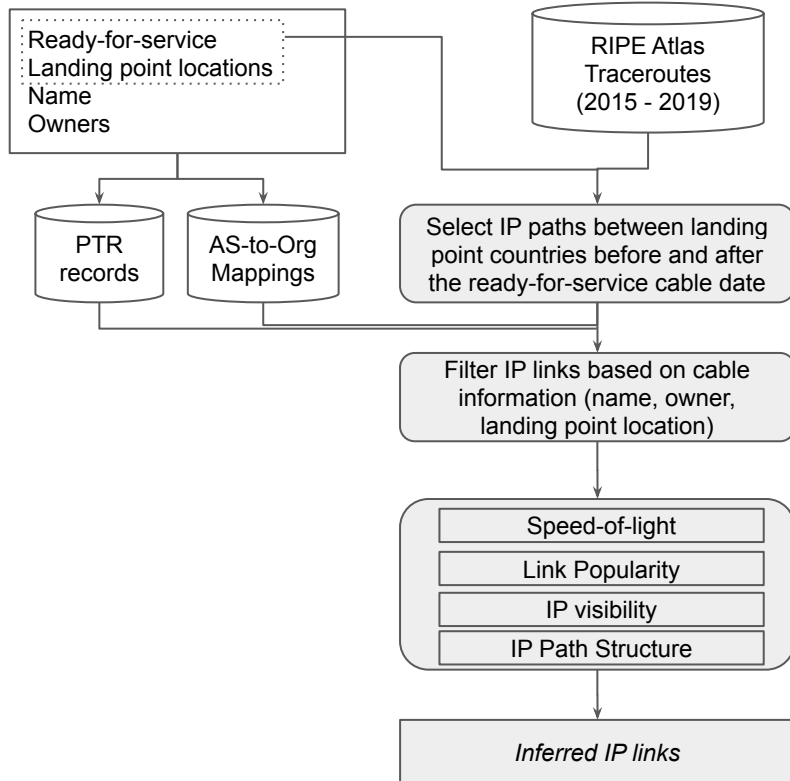 Ready-for-service
Landing point locations
Name
Owners
RIPE Atlas
Traceroutes
(2015 - 2019)
PTR
records
AS-to-Org
Mappings
Select IP paths between landing
point countries before and after
the ready-for-service cable date
Filter IP links based on cable
information (name, owner,
landing point location)
Speed-of-light
Link Popularity
IP visibility
IP Path Structure
Inferred IP links